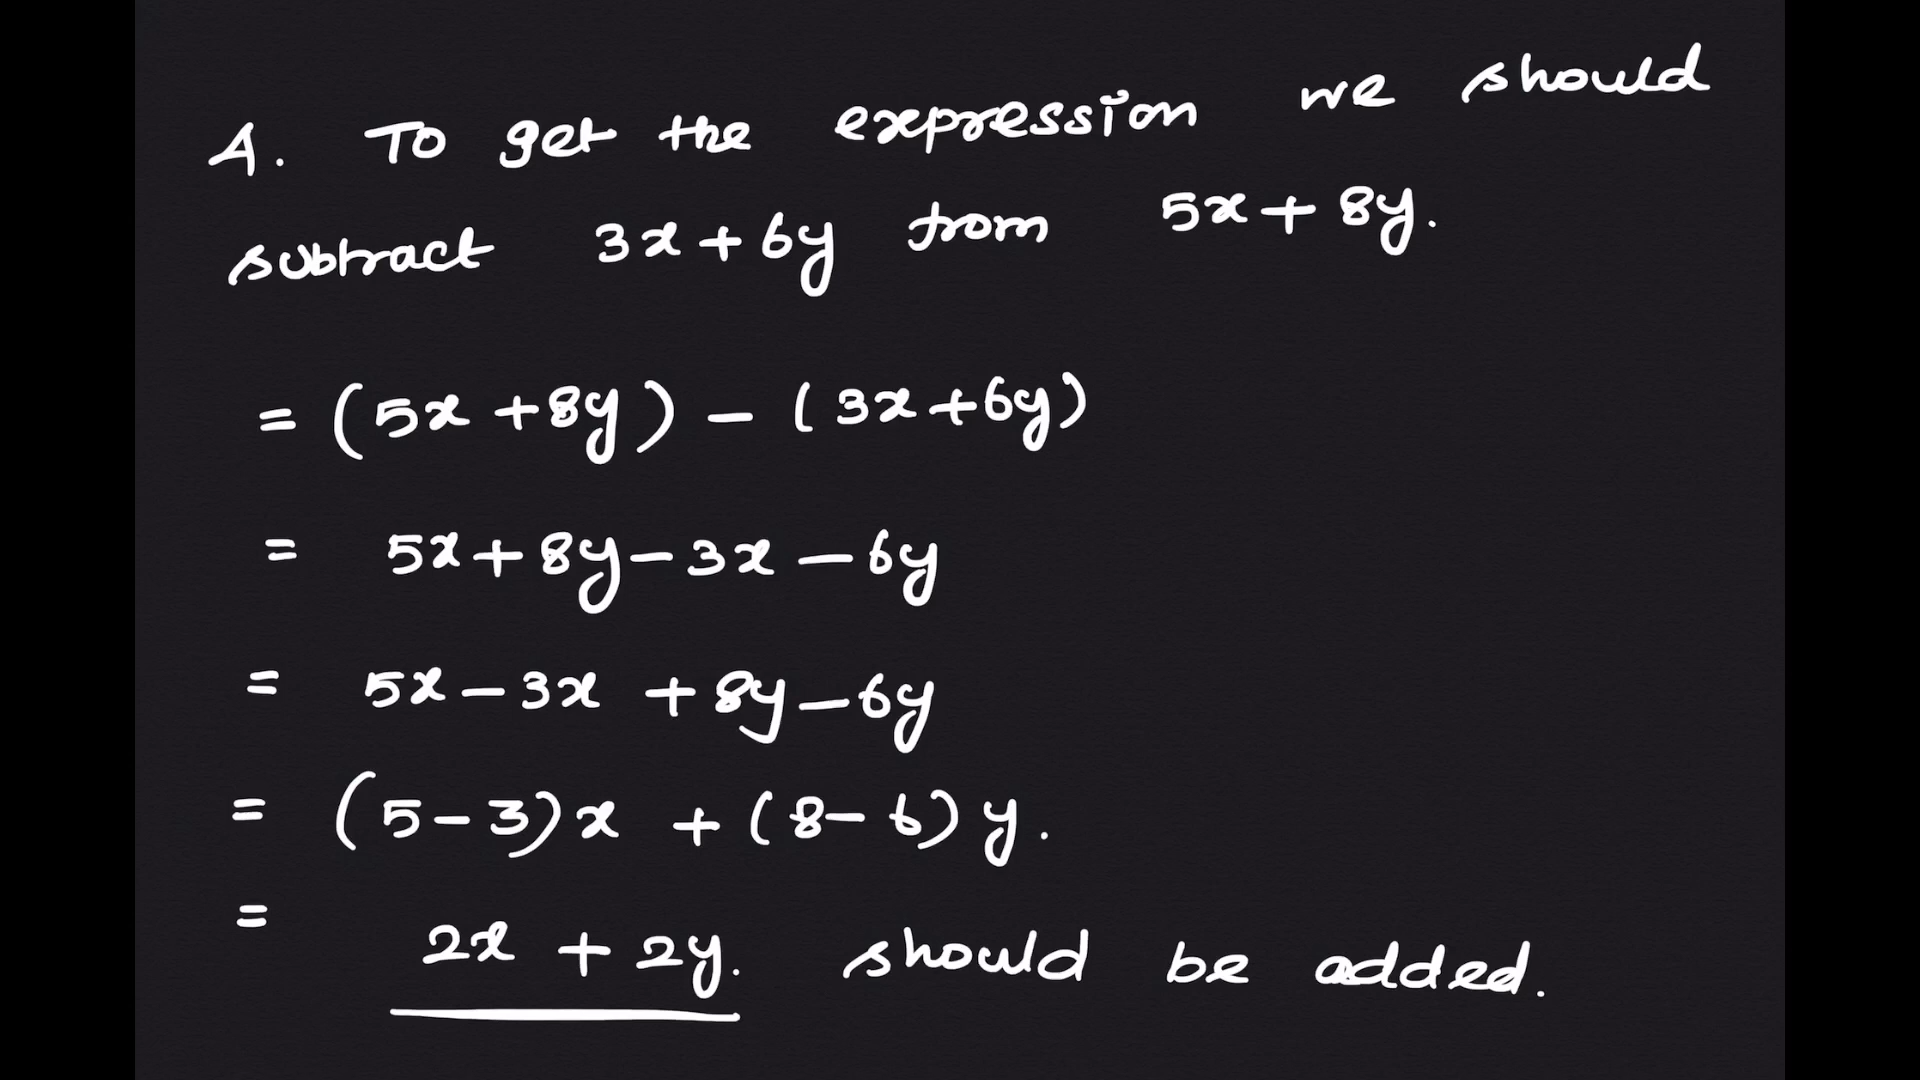 A. To get the expression we should
subtract 3x + 6y from 5x + 8y.
= (5x + 8y) - (3x + 6y)
= 5x + 8y - 3x - 6y
= 5x - 3x + 8y - 6y
= (5 - 3)x + (8 - 6)y.
= 2x + 2y. should be added.